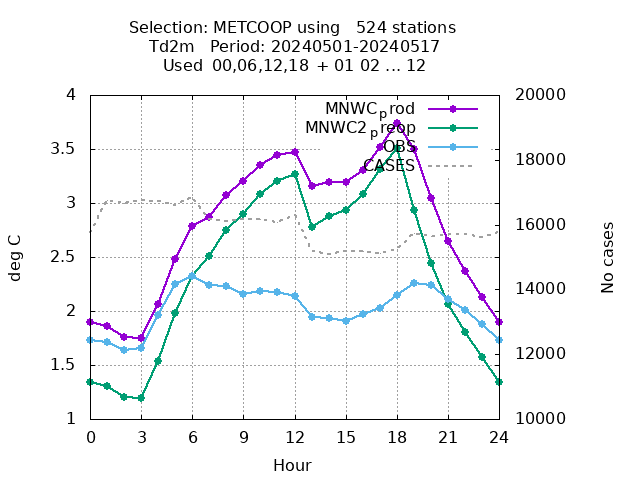 Selection: METCOOP using   524 stations
Td2m   Period: 20240501-20240517
Used  00,06,12,18 + 01 02 ... 12
MNWCprod
MNWC2preop
OBS
CASES
4
3.5
3
2.5
2
1.5
1
20000
18000
16000
14000
12000
10000
deg C
No cases
0 3 6 9 12 15 18 21 24
Hour